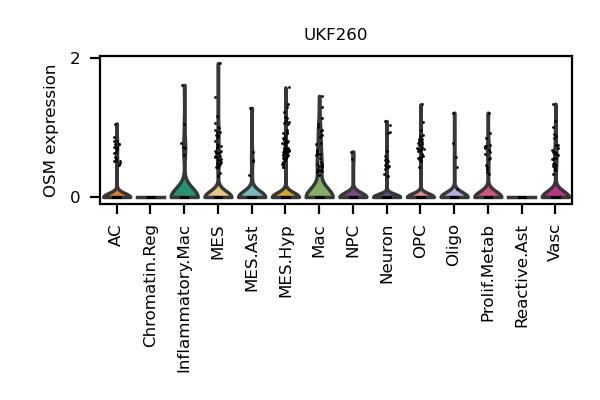 UKF260
OSM expression
2
0
AC
Chromatin.Reg
Inflammatory.Mac
MES
MES.Ast
MES.Hyp
Mac
NPC
Neuron
OPC
Oligo
Prolif.Metab
Reactive.Ast
Vasc